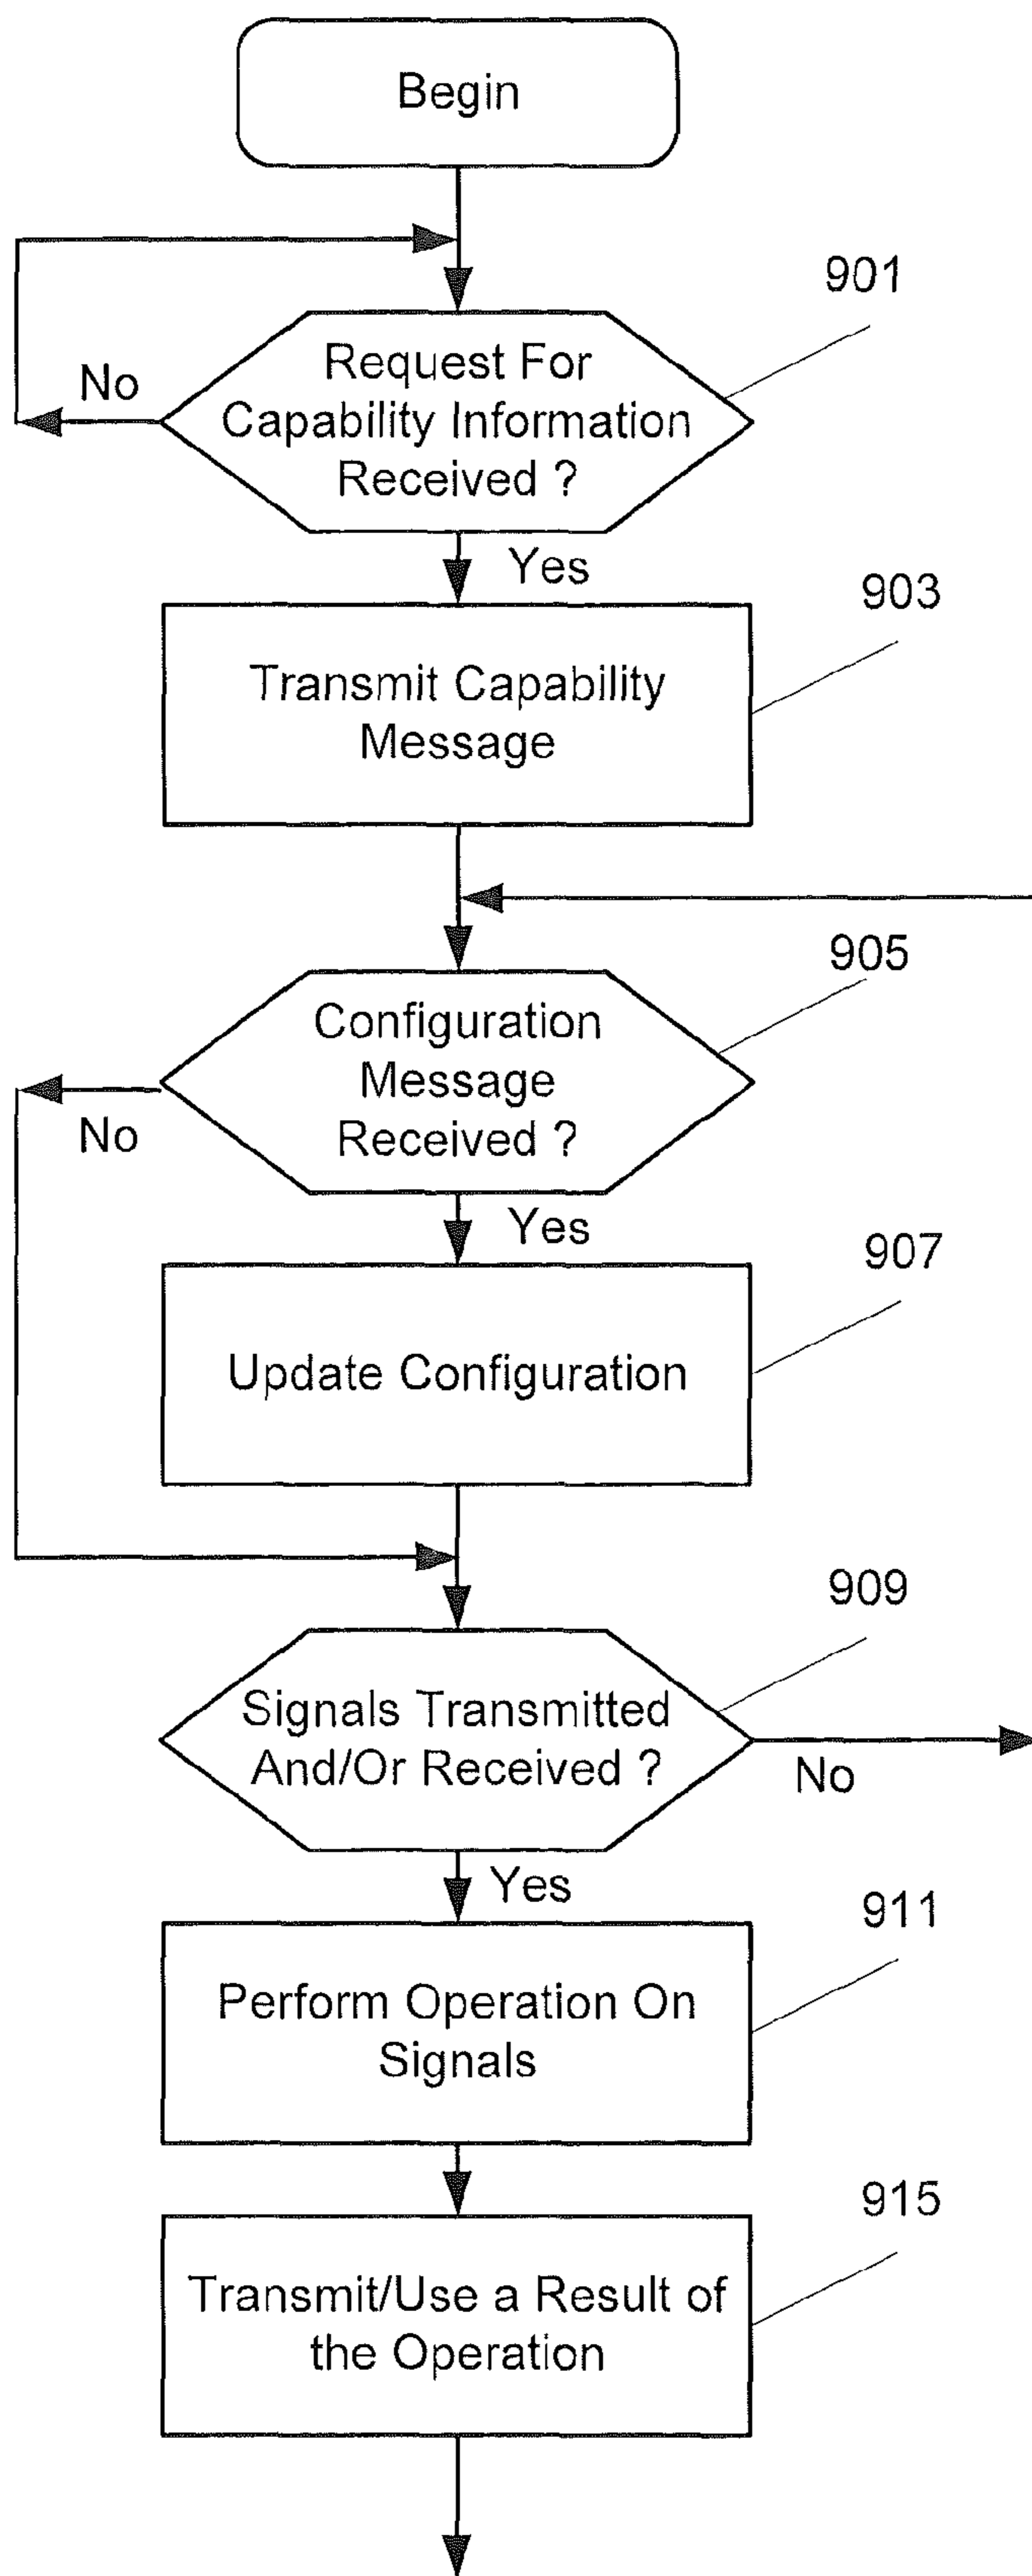 Begin
901
Request For
Capability Information
Received ?
No
Yes
903
Transmit Capability
Message
905
Configuration
Message
Received ?
No
Yes
907
Update Configuration
909
Signals Transmitted
And/Or Received ?
No
Yes
911
Perform Operation On
Signals
915
Transmit/Use a Result of
the Operation